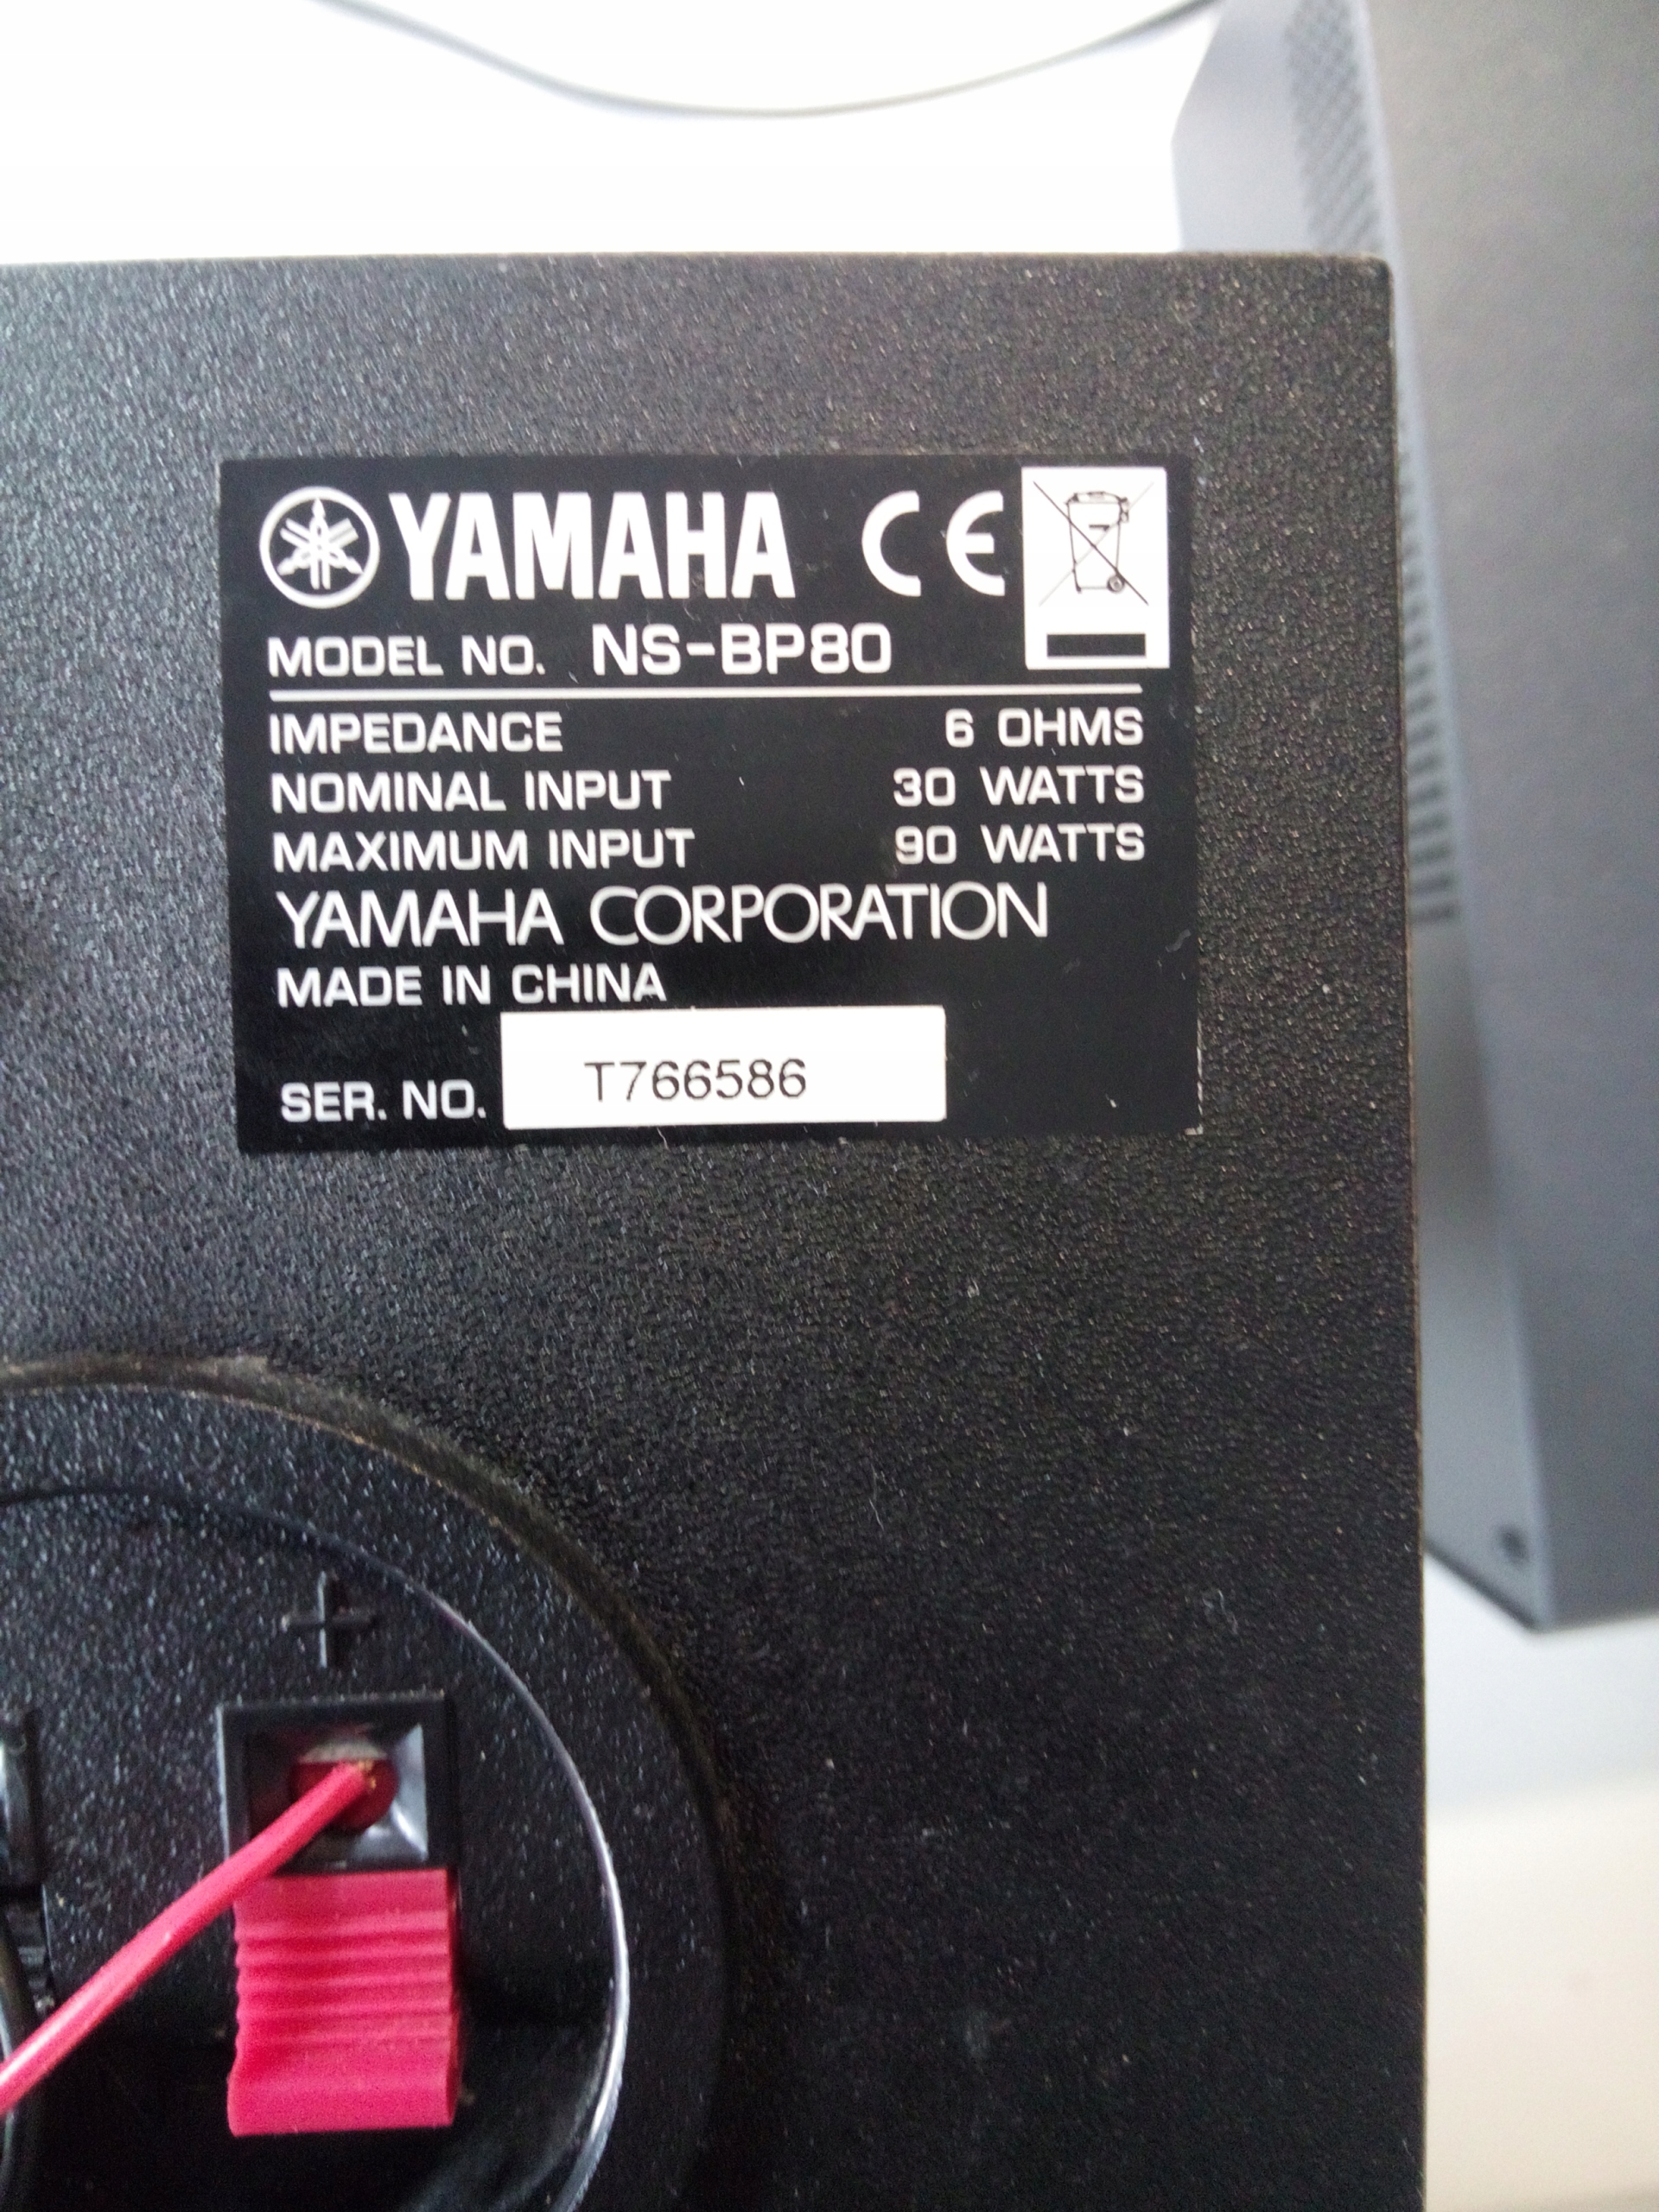 YAMAHA CE
MODEL NO. NS-BP80
IMPEDANCE 6 OHMS
NOMINAL INPUT 30 WATTS
MAXIMUM INPUT 90 WATTS
YAMAHA CORPORATION
MADE IN CHINA
SER. NO. T766586
+